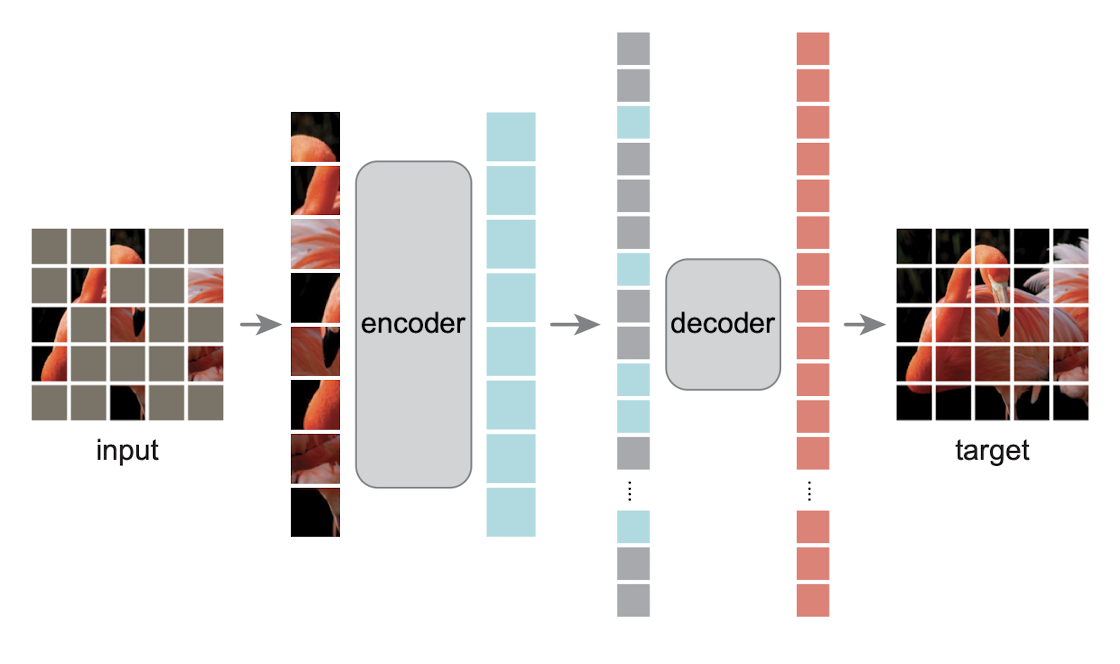 input
encoder
decoder
target